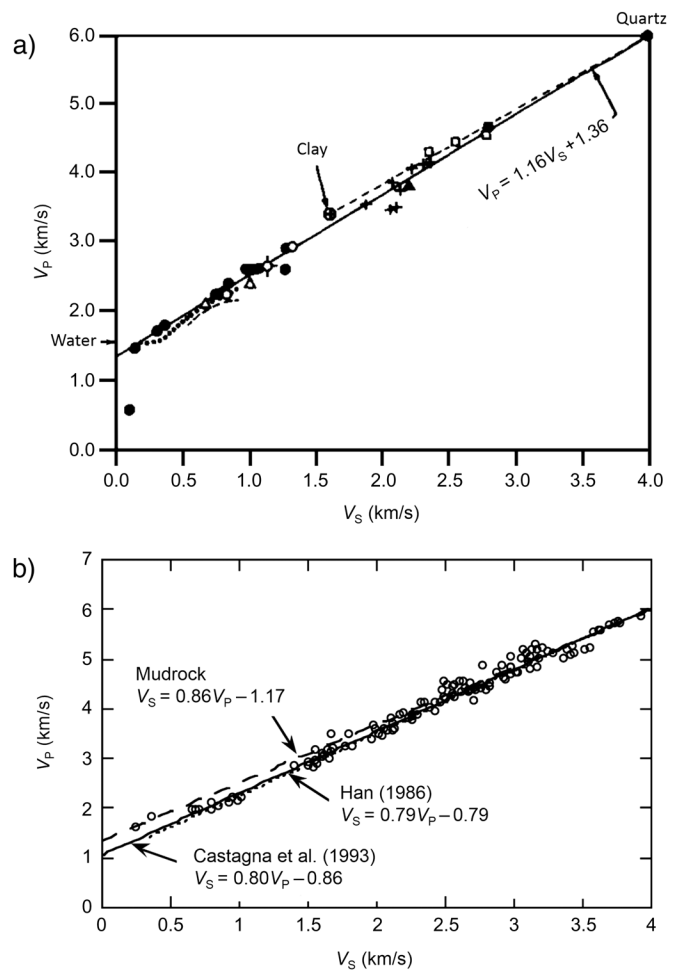 a)
Quartz
6.0
5.0
4.0
3.0
2.0
1.0
0.0
Clay
Water
VP = 1.16VS + 1.36
VP (km/s)
0.0 0.5 1.0 1.5 2.0 2.5 3.0 3.5 4.0
VS (km/s)
b)
7
6
5
4
3
2
1
0
Mudrock
VS = 0.86VP − 1.17
Han (1986)
VS = 0.79VP − 0.79
Castagna et al. (1993)
VS = 0.80VP − 0.86
VP (km/s)
0 0.5 1 1.5 2 2.5 3 3.5 4
VS (km/s)